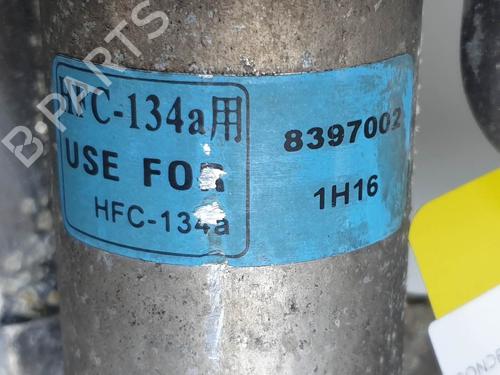 HFC-134a用
USE FOR
HFC-134a
8397002
1H16
B-PARTS